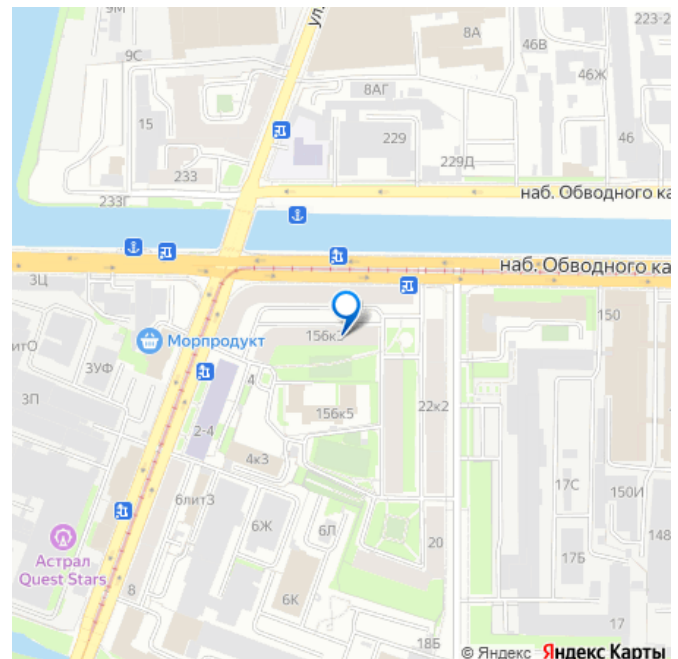 9М
9С
ул.
8А
46В
223-2
46Ж
8АГ
15
229
46
229Д
233
233Г
наб. Обводного ка
наб. Обводного ка
3Ц
150
156к
Морпродукт
3УФ
4
3П
156к5
22к2
2-4
4к3
17С
150И
6литЗ
6Ж
6Л
148
20
17Б
Астрал
Quest Stars
8
6К
17
18Б
© Яндекс Яндекс Карты